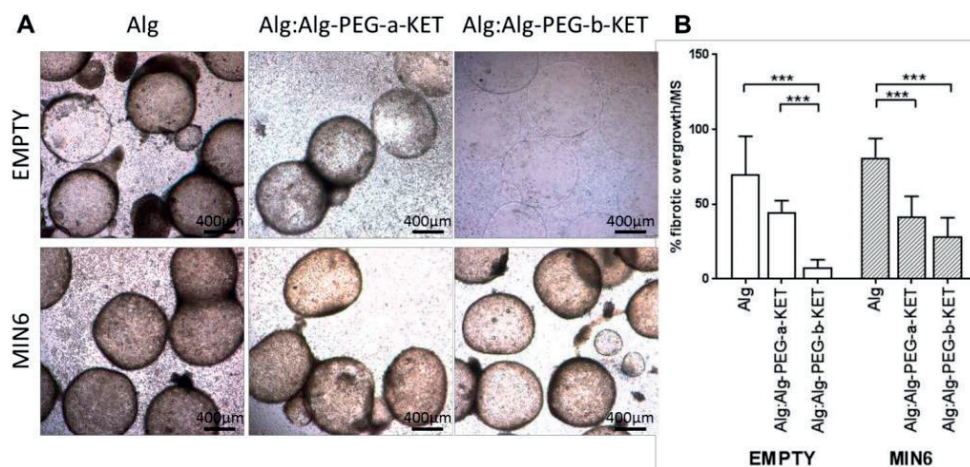 A
Alg
Alg:Alg-PEG-a-KET
Alg:Alg-PEG-b-KET
EMPTY
400µm
400µm
400µm
MIN6
400µm
400µm
400µm
B
% fibrotic overgrowth/MS
150
100
50
0
***
***
***
***
Alg
Alg:Alg-PEG-a-KET
Alg:Alg-PEG-b-KET
Alg
Alg:Alg-PEG-a-KET
Alg:Alg-PEG-b-KET
EMPTY
MIN6